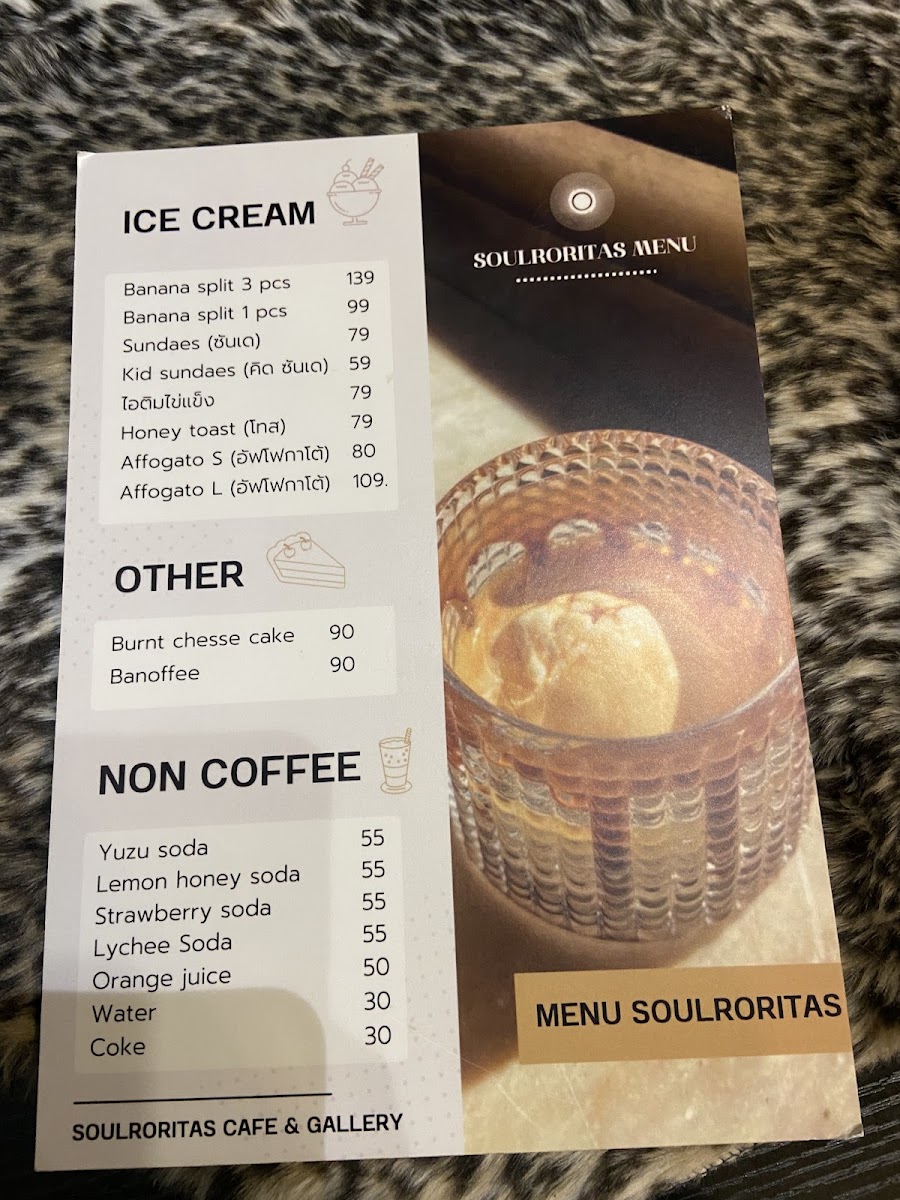 ICE CREAM
Banana split 3 pcs 139
Banana split 1 pcs 99
Sundaes (ซันเด) 79
Kid sundaes (คิด ซันเด) 59
ไอติมไข่แข็ง 79
Honey toast (โทส) 79
Affogato S (อัฟโฟกาโต้) 80
Affogato L (อัฟโฟกาโต้) 109.
OTHER
Burnt chesse cake 90
Banoffee 90
NON COFFEE
Yuzu soda 55
Lemon honey soda 55
Strawberry soda 55
Lychee Soda 55
Orange juice 50
Water 30
Coke 30
SOULRORITAS CAFE & GALLERY
SOULRORITAS MENU
MENU SOULRORITAS